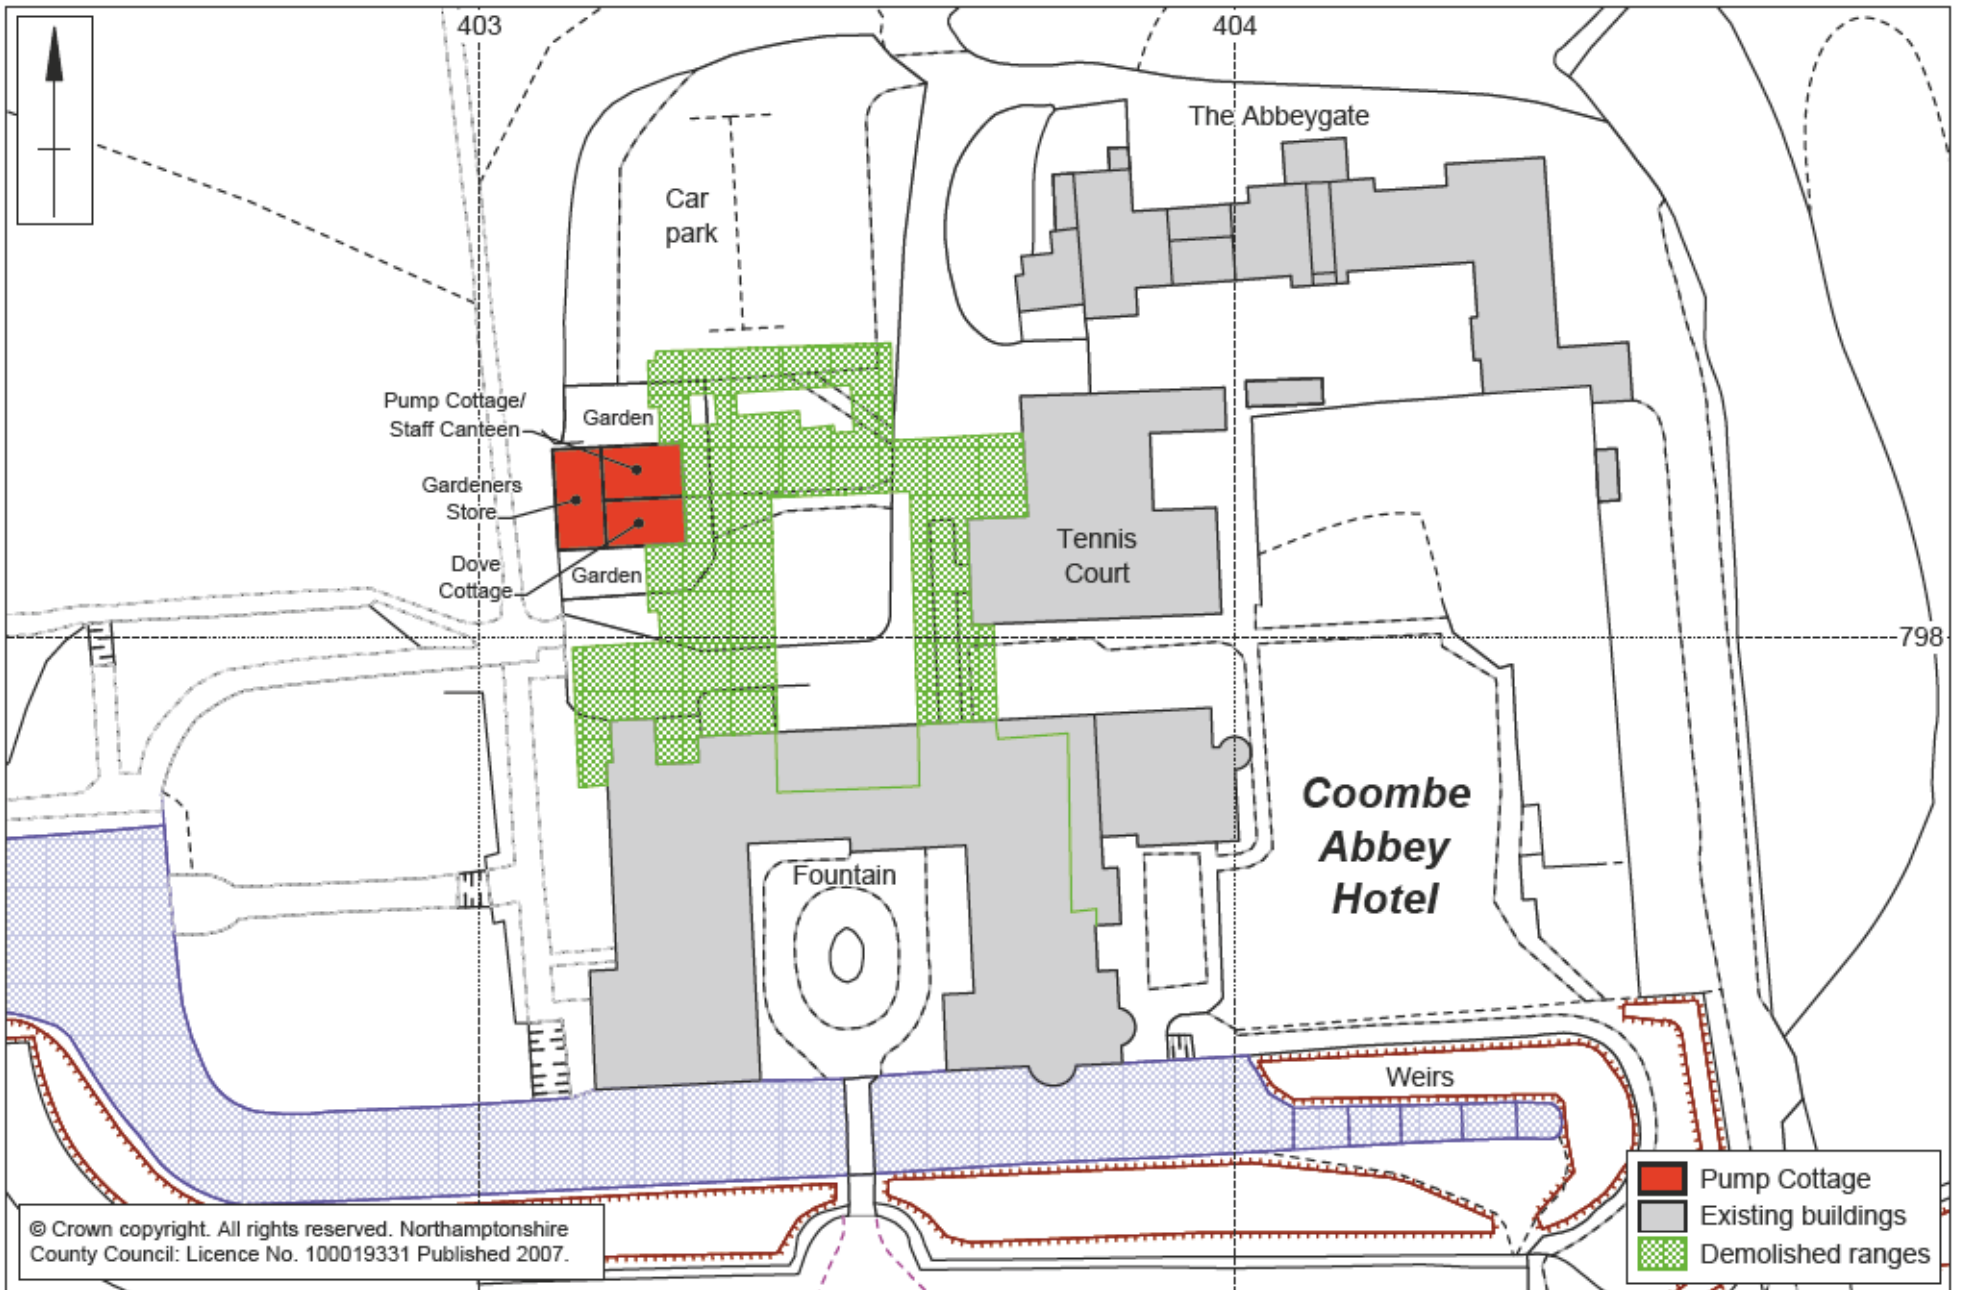 403
404
The Abbeygate
Car
park
Pump Cottage/
Staff Canteen
Garden
Gardeners
Store
Dove
Cottage
Garden
Tennis
Court
798
Coombe
Abbey
Hotel
Fountain
Weirs
Pump Cottage
Existing buildings
Demolished ranges
© Crown copyright. All rights reserved. Northamptonshire
County Council: Licence No. 100019331 Published 2007.